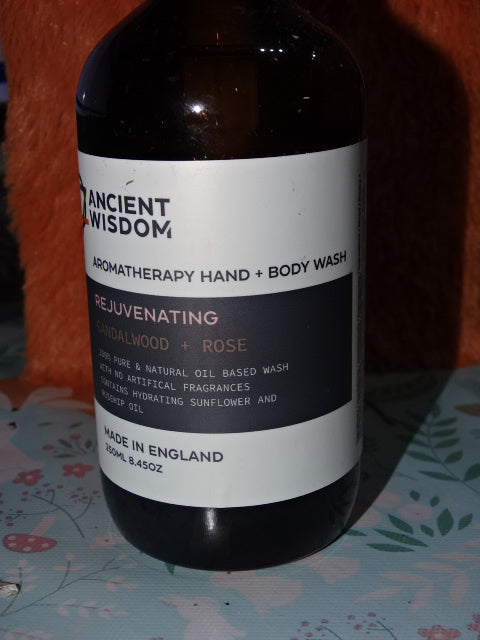 ANCIENT
WISDOM
AROMATHERAPY HAND + BODY WASH
REJUVENATING
SANDALWOOD + ROSE
100% PURE & NATURAL OIL BASED WASH
WITH NO ARTIFICAL FRAGRANCES
CONTAINS HYDRATING SUNFLOWER AND
ROSEHIP OIL
MADE IN ENGLAND
250ML 8.45OZ